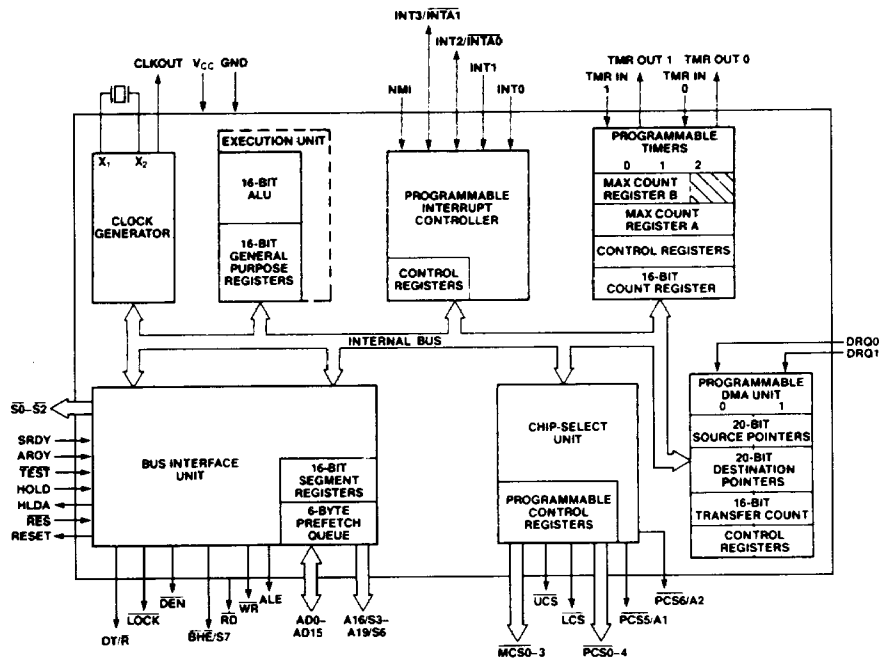 INT3/INTA1
INT2/INTA0
CLKOUT
VCC
GND
NMI
INT1
INT0
TMR OUT 1
TMR OUT 0
TMR IN
1
TMR IN
0
X1
X2
CLOCK
GENERATOR
EXECUTION UNIT
16-BIT
ALU
16-BIT
GENERAL
PURPOSE
REGISTERS
PROGRAMMABLE
INTERRUPT
CONTROLLER
CONTROL
REGISTERS
PROGRAMMABLE
TIMERS
0 1 2
MAX COUNT
REGISTER B
MAX COUNT
REGISTER A
CONTROL REGISTERS
16-BIT
COUNT REGISTER
INTERNAL BUS
DRQ0
DRQ1
PROGRAMMABLE
DMA UNIT
0 1
20-BIT
SOURCE POINTERS
20-BIT
DESTINATION
POINTERS
16-BIT
TRANSFER COUNT
CONTROL
REGISTERS
S0-S2
SRDY
ARDY
TEST
HOLD
HLDA
RES
RESET
BUS INTERFACE
UNIT
16-BIT
SEGMENT
REGISTERS
6-BYTE
PREFETCH
QUEUE
CHIP-SELECT
UNIT
PROGRAMMABLE
CONTROL
REGISTERS
DT/R
LOCK
DEN
BHE/S7
RD
WR
ALE
AD0-
AD15
A16/S3-
A19/S6
MCS0-3
UCS
LCS
PCS0-4
PCS5/A1
PCS6/A2